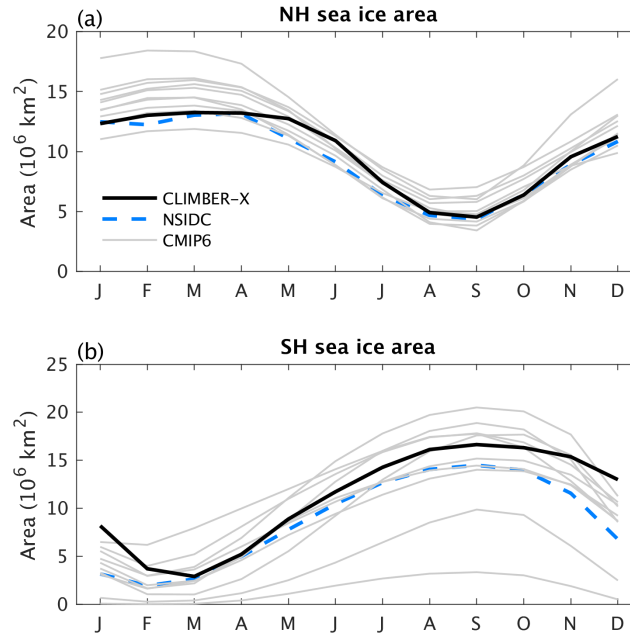 (a) NH sea ice area
20
15
10
5
0
Area (10⁶ km²)
CLIMBER-X
NSIDC
CMIP6
J F M A M J J A S O N D
(b) SH sea ice area
25
20
15
10
5
0
Area (10⁶ km²)
J F M A M J J A S O N D